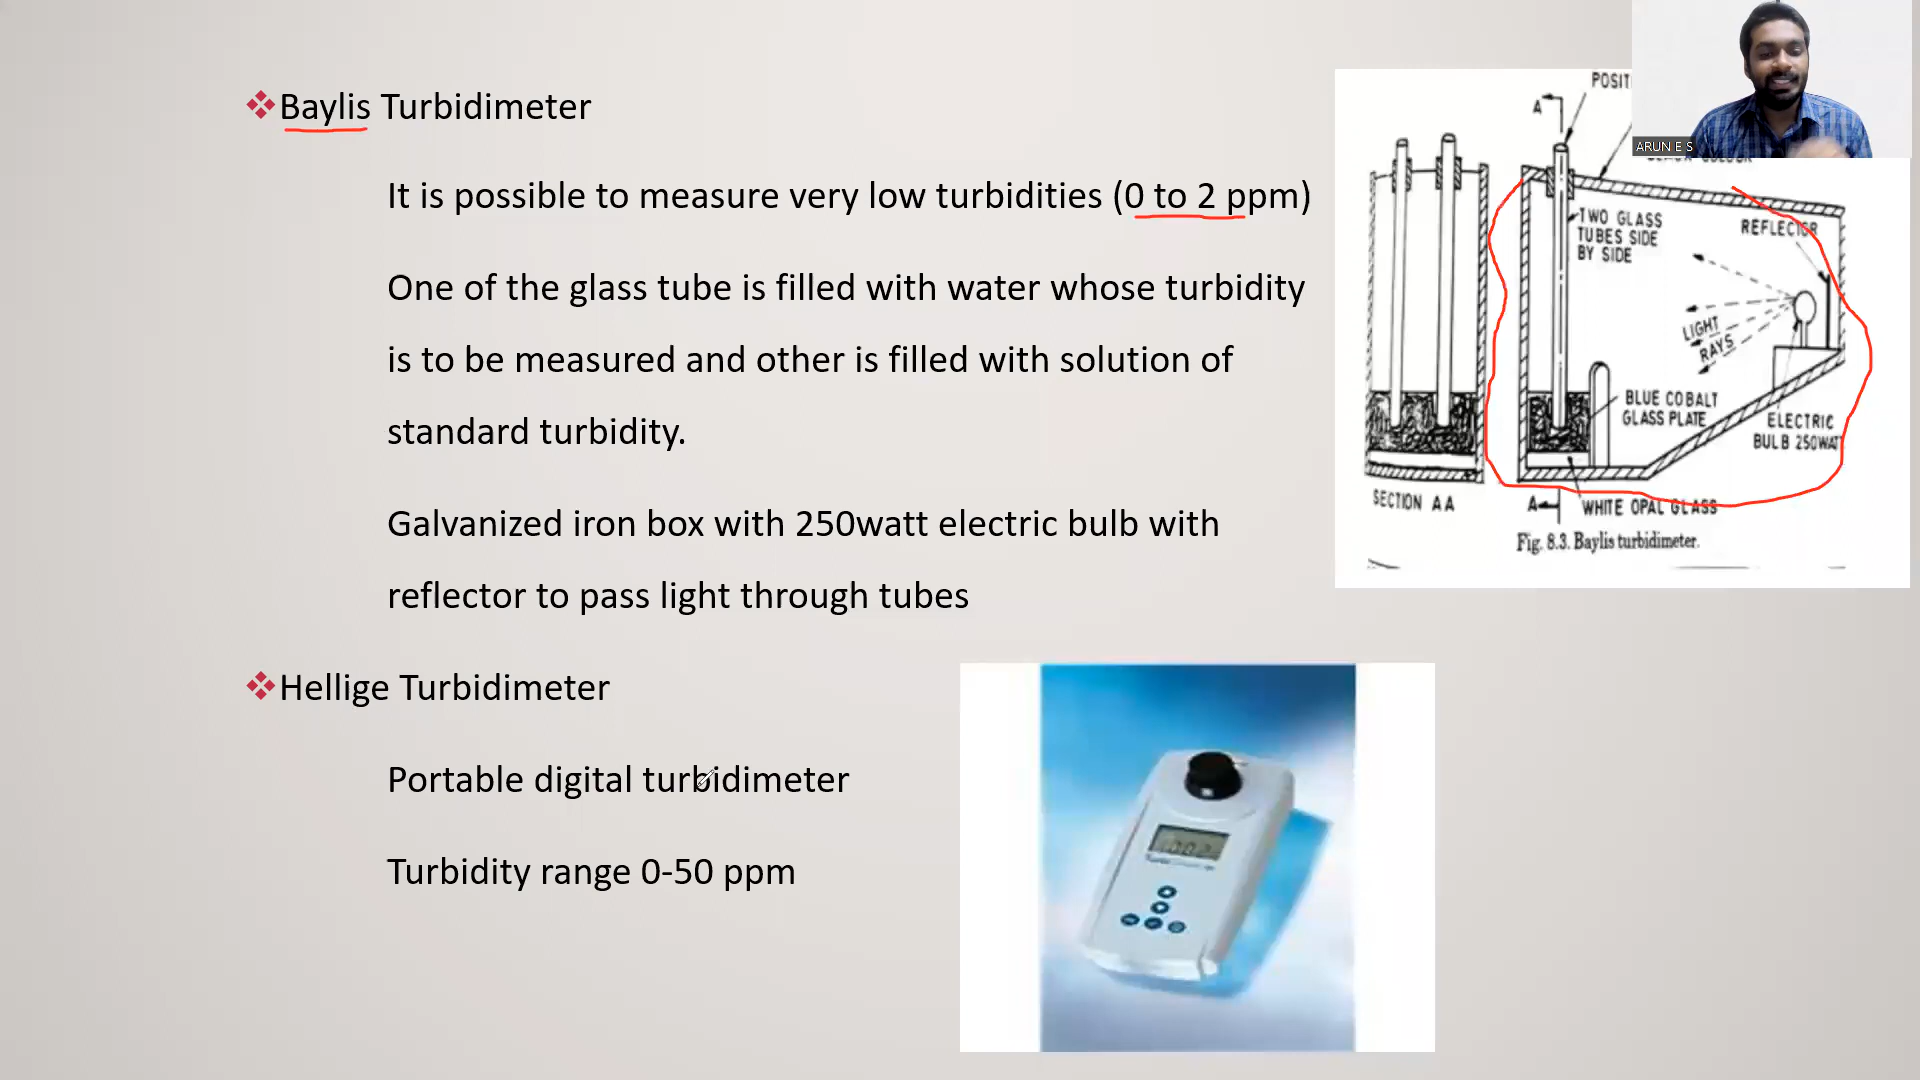 Baylis Turbidimeter
It is possible to measure very low turbidities (0 to 2 ppm)
One of the glass tube is filled with water whose turbidity
is to be measured and other is filled with solution of
standard turbidity.
Galvanized iron box with 250watt electric bulb with
reflector to pass light through tubes
Hellige Turbidimeter
Portable digital turbidimeter
Turbidity range 0-50 ppm
ARUN E S
A
TWO GLASS
TUBES SIDE
BY SIDE
REFLECTOR
LIGHT
RAYS
BLUE COBALT
GLASS PLATE
ELECTRIC
BULB 250WAT
SECTION AA
A
WHITE OPAL GLASS
Fig. 8.3. Baylis turbidimeter.